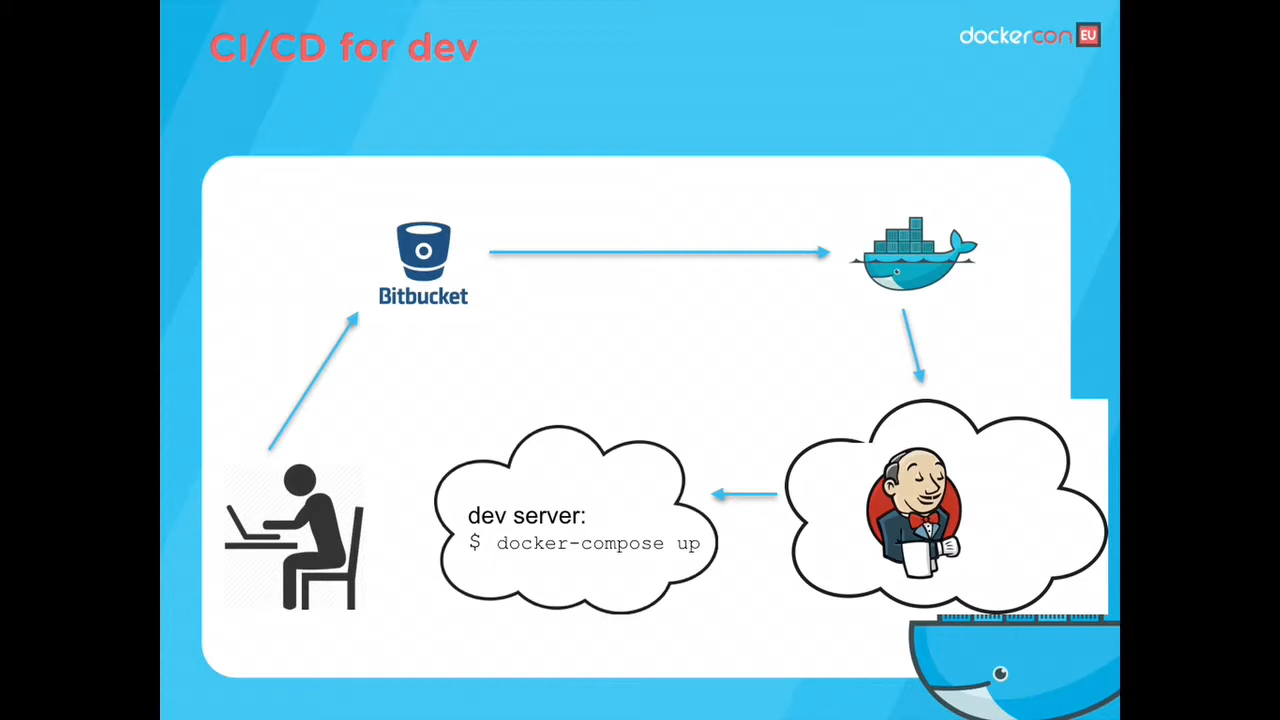 CI/CD for dev
dockercon EU
Bitbucket
dev server:
$ docker-compose up